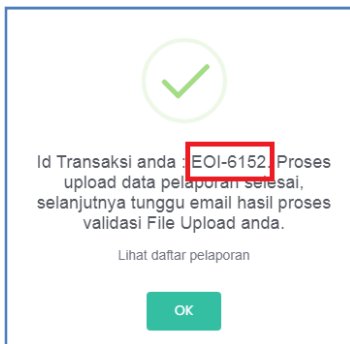 Id Transaksi anda : EOI-6152. Proses
upload data pelaporan selesai,
selanjutnya tunggu email hasil proses
validasi File Upload anda.
Lihat daftar pelaporan
OK